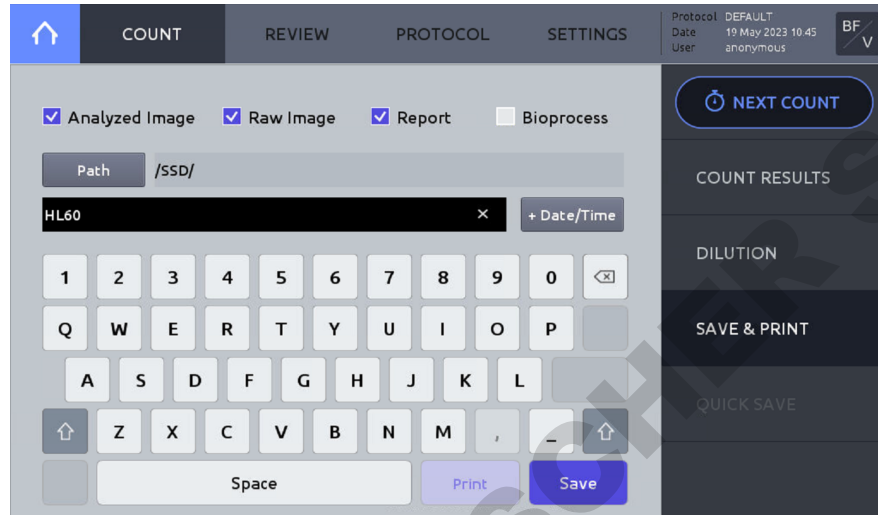 COUNT REVIEW PROTOCOL SETTINGS
Protocol DEFAULT
Date 19 May 2023 10:45
User anonymous
BF/V
Analyzed Image Raw Image Report Bioprocess
NEXT COUNT
Path /SSD/
COUNT RESULTS
HL60 × + Date/Time
DILUTION
1 2 3 4 5 6 7 8 9 0
Q W E R T Y U I O P
SAVE & PRINT
A S D F G H J K L
QUICK SAVE
Z X C V B N M , _
Space Print Save